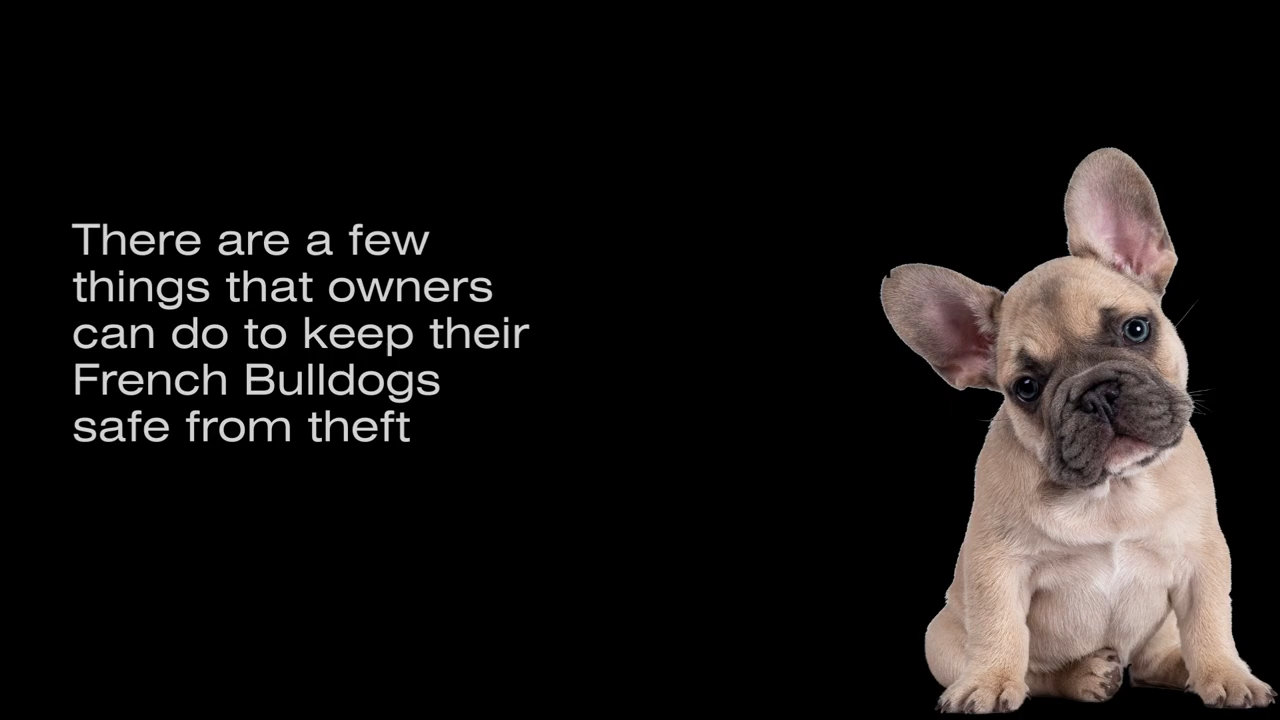 There are a few
things that owners
can do to keep their
French Bulldogs
safe from theft